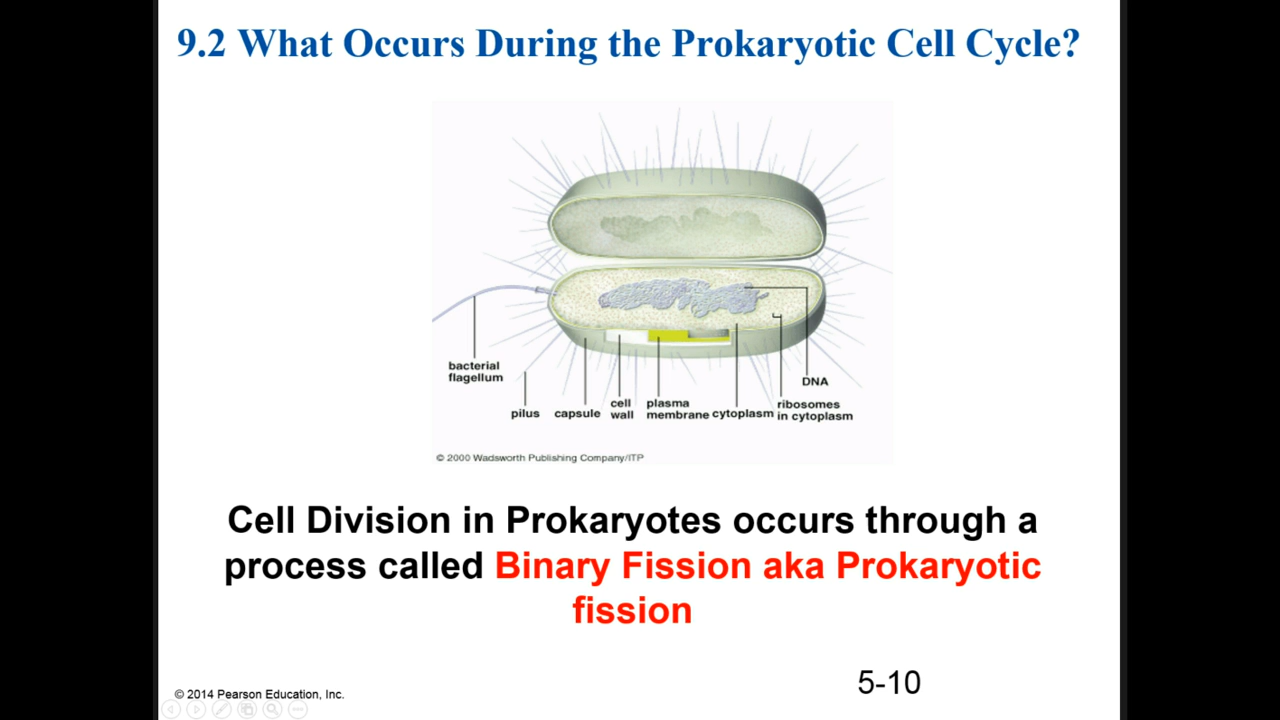 9.2 What Occurs During the Prokaryotic Cell Cycle?
bacterial
flagellum
pilus
capsule
cell
wall
plasma
membrane
cytoplasm
DNA
ribosomes
in cytoplasm
© 2000 Wadsworth Publishing Company/ITP
Cell Division in Prokaryotes occurs through a
process called Binary Fission aka Prokaryotic
fission
5-10
© 2014 Pearson Education, Inc.